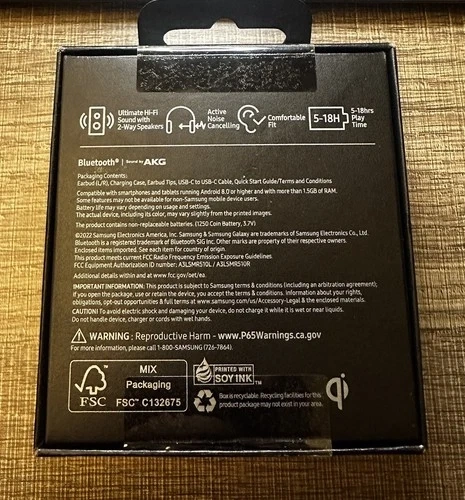 Ultimate Hi-Fi
Sound with
2-Way Speakers
Active
Noise
Cancelling
Comfortable
Fit
5-18H
5-18hrs
Play
Time
Bluetooth® | Sound by AKG
Packaging Contents:
Earbud (L/R), Charging Case, Earbud Tips, USB-C to USB-C Cable, Quick Start Guide/Terms and Conditions
Compatible with smartphones and tablets running Android 8.0 or higher and with more than 1.5GB of RAM.
Some features may not be available for non-Samsung mobile device users.
Battery life may vary depending on usage and settings.
The actual device, including its color, may vary slightly from the printed images.
The product contains non-replaceable batteries. (1250 Coin Battery, 3.7V)
©2022 Samsung Electronics America, Inc. Samsung & Samsung Galaxy are trademarks of Samsung Electronics Co., Ltd.
Bluetooth is a registered trademark of Bluetooth SIG Inc. Other marks are property of their respective owners.
Enclosed items imported. See each item for country of origin.
This product meets current FCC Radio Frequency Emission Exposure Guidelines
FCC Equipment Authorization ID number: A3LSMR510L / A3LSMR510R
Additional details within and at www.fcc.gov/oet/ea.
IMPORTANT INFORMATION: This product is subject to Samsung terms & conditions (including an arbitration agreement);
If you open the package, use or retain the device, you accept the terms & conditions. information about your rights,
obligations, opt-out opportunities & full terms at www.samsung.com/us/Accessory-Legal & the enclosed materials.
CAUTION! To avoid electric shock and damaging your device, do not charge it while it is wet or near liquids.
Do not handle device, charger or cords with wet hands.
WARNING : Reproductive Harm - www.P65Warnings.ca.gov
For more information, please call 1-800-SAMSUNG (726-7864).
FSC
MIX
Packaging
FSC™ C132675
PRINTED WITH
SOY INK™
Box is recyclable. Recycling facilities for this
product package may not exist in your area.
qi